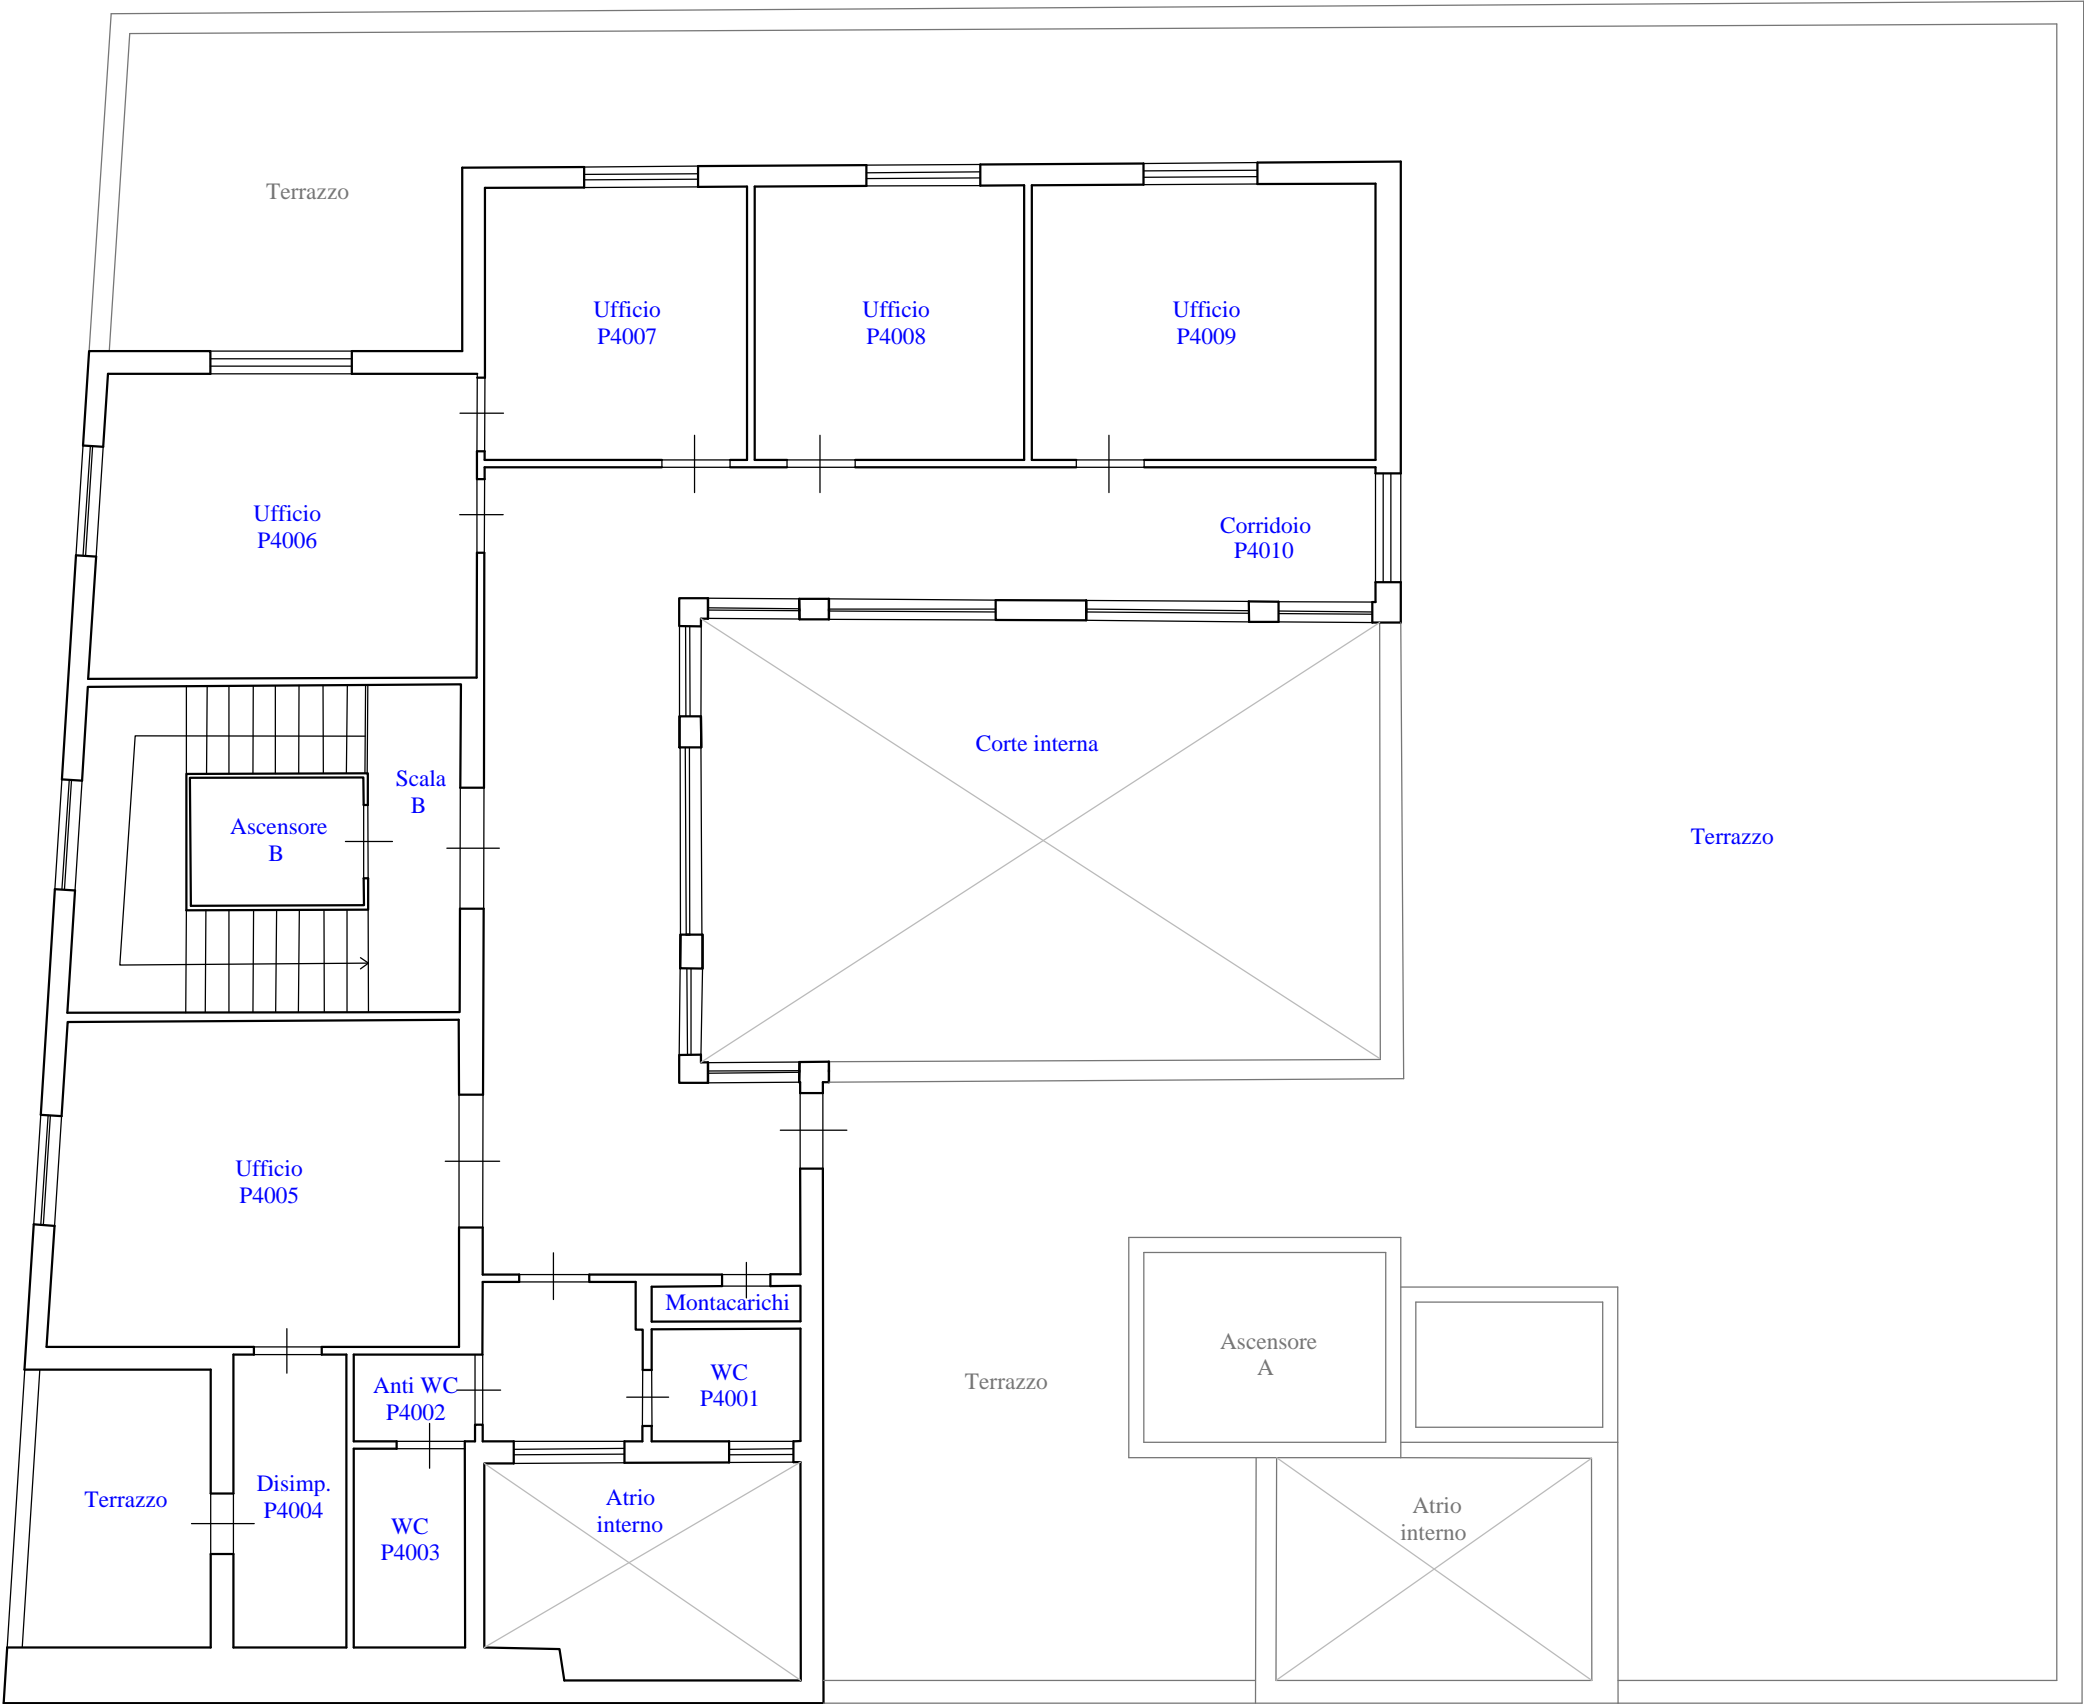 Terrazzo
Ufficio
P4007
Ufficio
P4008
Ufficio
P4009
Ufficio
P4006
Corridoio
P4010
Corte interna
Scala
B
Ascensore
B
Terrazzo
Ufficio
P4005
Montacarichi
Ascensore
A
Terrazzo
WC
P4001
Anti WC
P4002
Terrazzo
Disimp.
P4004
WC
P4003
Atrio
interno
Atrio
interno